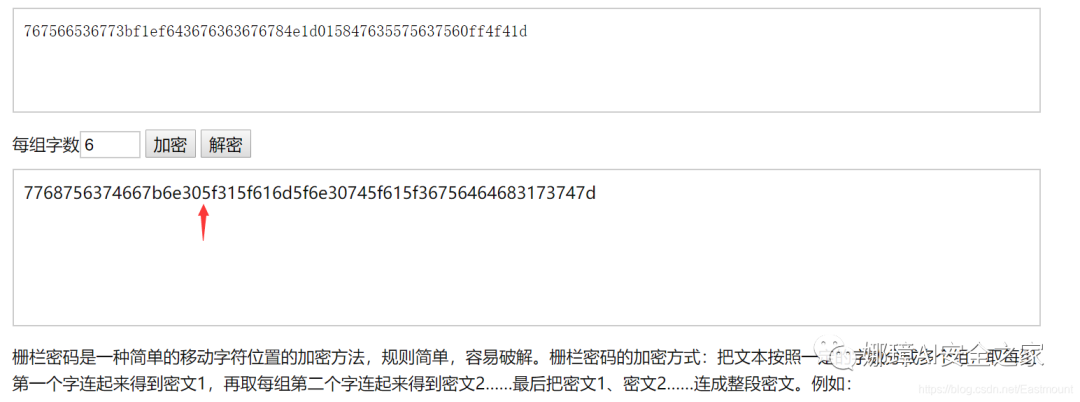 767566536773bf1ef643676363676784e1d015847635575637560ff4f41d
每组字数 6 加密 解密
7768756374667b6e305f315f616d5f6e30745f615f36756464683173747d
栅栏密码是一种简单的移动字符位置的加密方法，规则简单，容易破解。栅栏密码的加密方式：把文本按照一
娜璋AI安全之家
第一个字连起来得到密文1，再取每组第二个字连起来得到密文2……最后把密文1、密文2……连成整段密文。例如：
https://blog.csdn.net/Eastmount